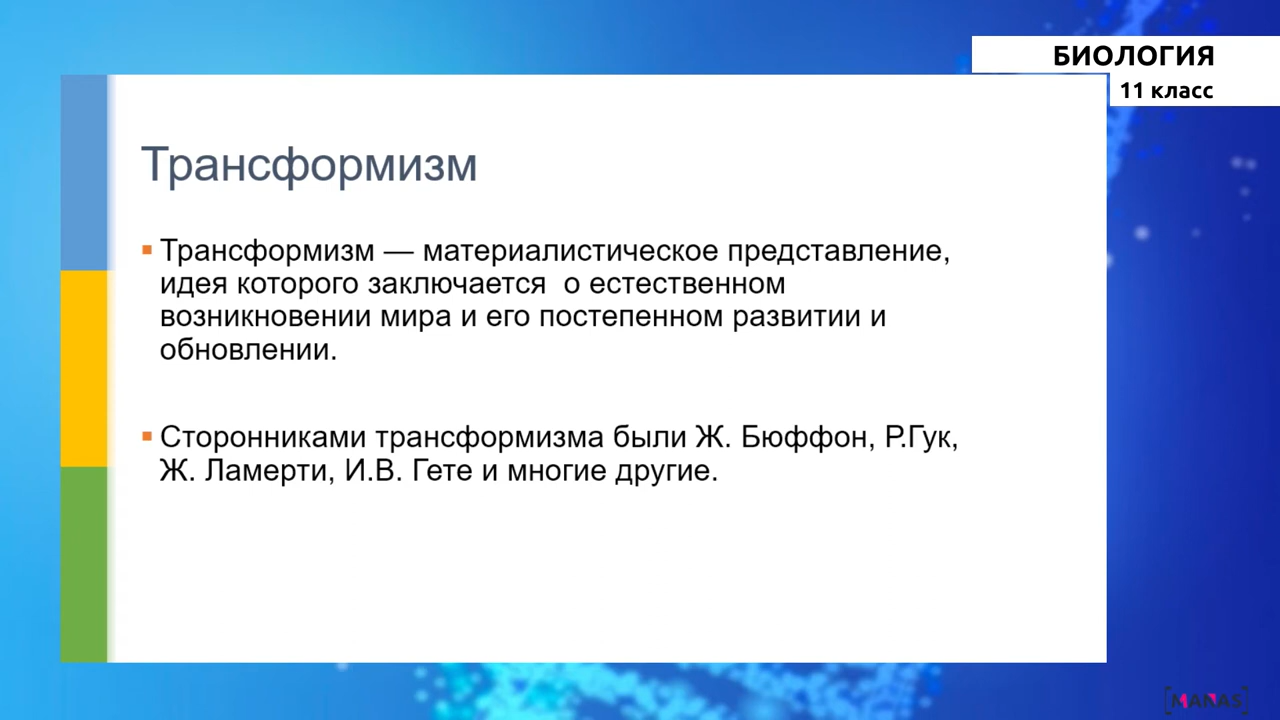 БИОЛОГИЯ
11 класс
Трансформизм
Трансформизм — материалистическое представление,
идея которого заключается о естественном
возникновении мира и его постепенном развитии и
обновлении.
Сторонниками трансформизма были Ж. Бюффон, Р.Гук,
Ж. Ламерти, И.В. Гете и многие другие.
MANAS